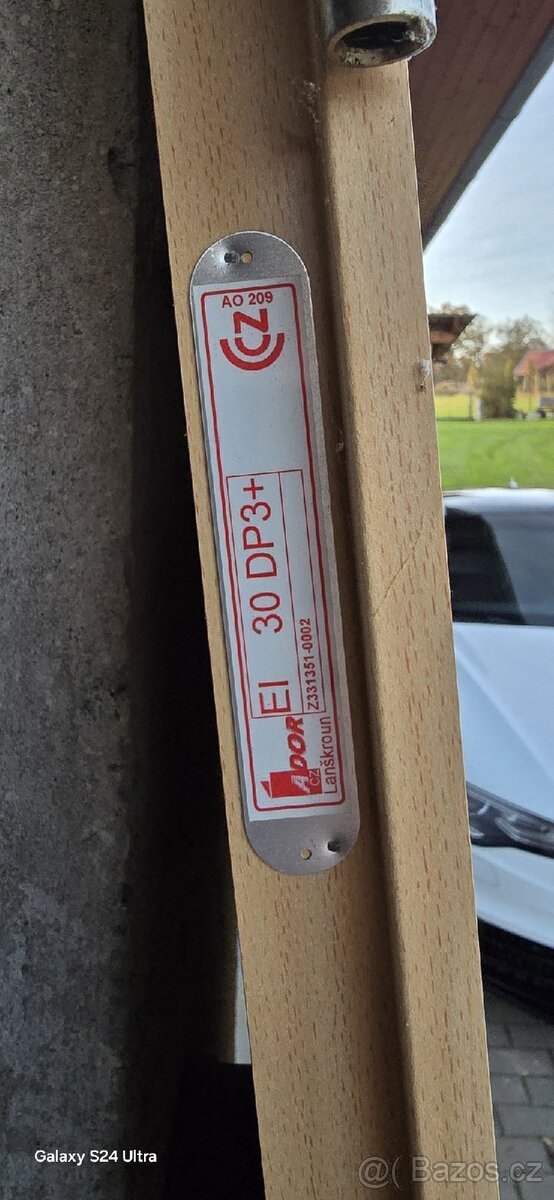 AO 209
CZ
EI 30 DP3+
Z331351-0002
ADOR
CZ
Lanškroun
Galaxy S24 Ultra
@( Bazos.cz